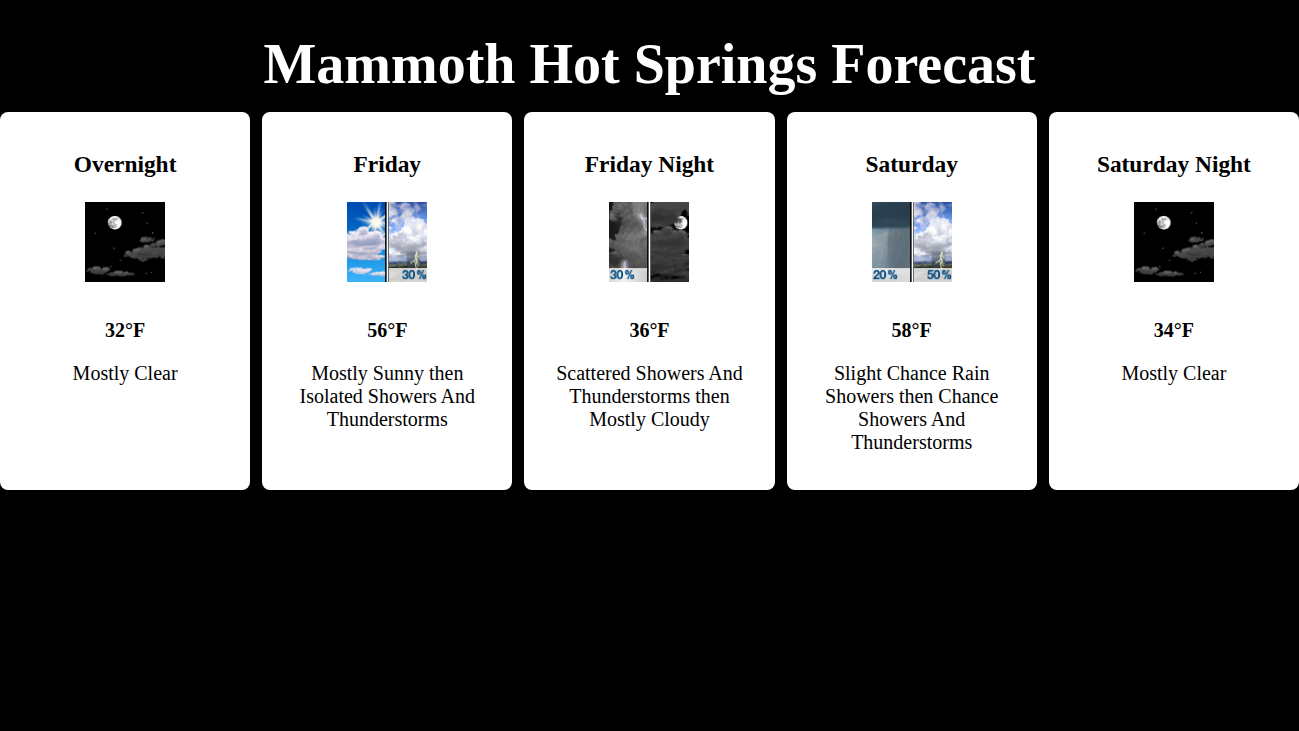 Mammoth Hot Springs Forecast
Overnight
32°F
Mostly Clear
Friday
30%
56°F
Mostly Sunny then
Isolated Showers And
Thunderstorms
Friday Night
30%
36°F
Scattered Showers And
Thunderstorms then
Mostly Cloudy
Saturday
20% 50%
58°F
Slight Chance Rain
Showers then Chance
Showers And
Thunderstorms
Saturday Night
34°F
Mostly Clear